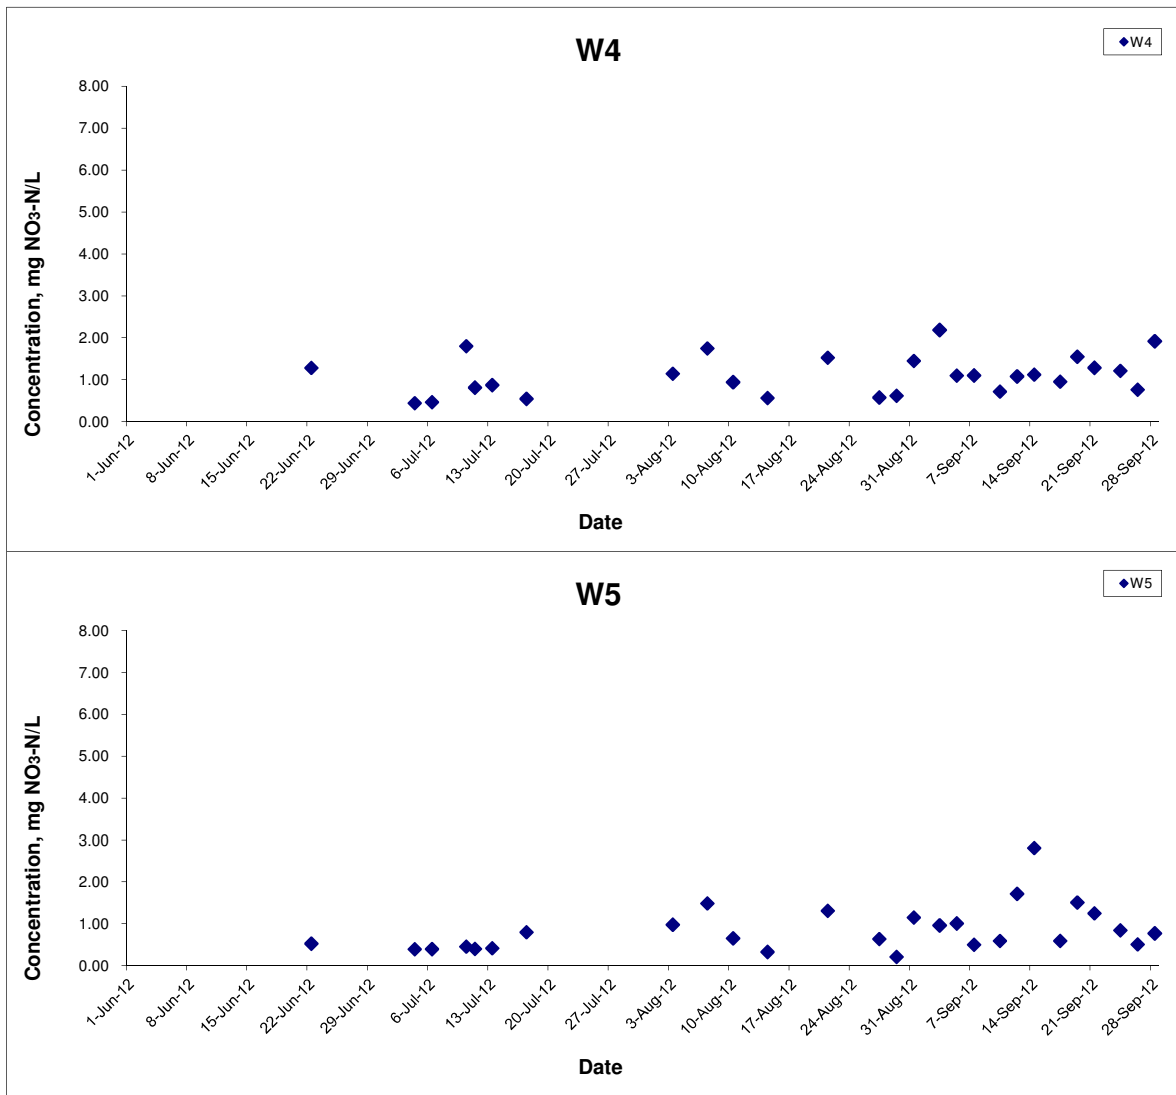 W4
W4
8.00
7.00
6.00
5.00
4.00
3.00
2.00
1.00
0.00
Concentration, mg NO3-N/L
1-Jun-12
8-Jun-12
15-Jun-12
22-Jun-12
29-Jun-12
6-Jul-12
13-Jul-12
20-Jul-12
27-Jul-12
3-Aug-12
10-Aug-12
17-Aug-12
24-Aug-12
31-Aug-12
7-Sep-12
14-Sep-12
21-Sep-12
28-Sep-12
Date
W5
W5
8.00
7.00
6.00
5.00
4.00
3.00
2.00
1.00
0.00
Concentration, mg NO3-N/L
1-Jun-12
8-Jun-12
15-Jun-12
22-Jun-12
29-Jun-12
6-Jul-12
13-Jul-12
20-Jul-12
27-Jul-12
3-Aug-12
10-Aug-12
17-Aug-12
24-Aug-12
31-Aug-12
7-Sep-12
14-Sep-12
21-Sep-12
28-Sep-12
Date